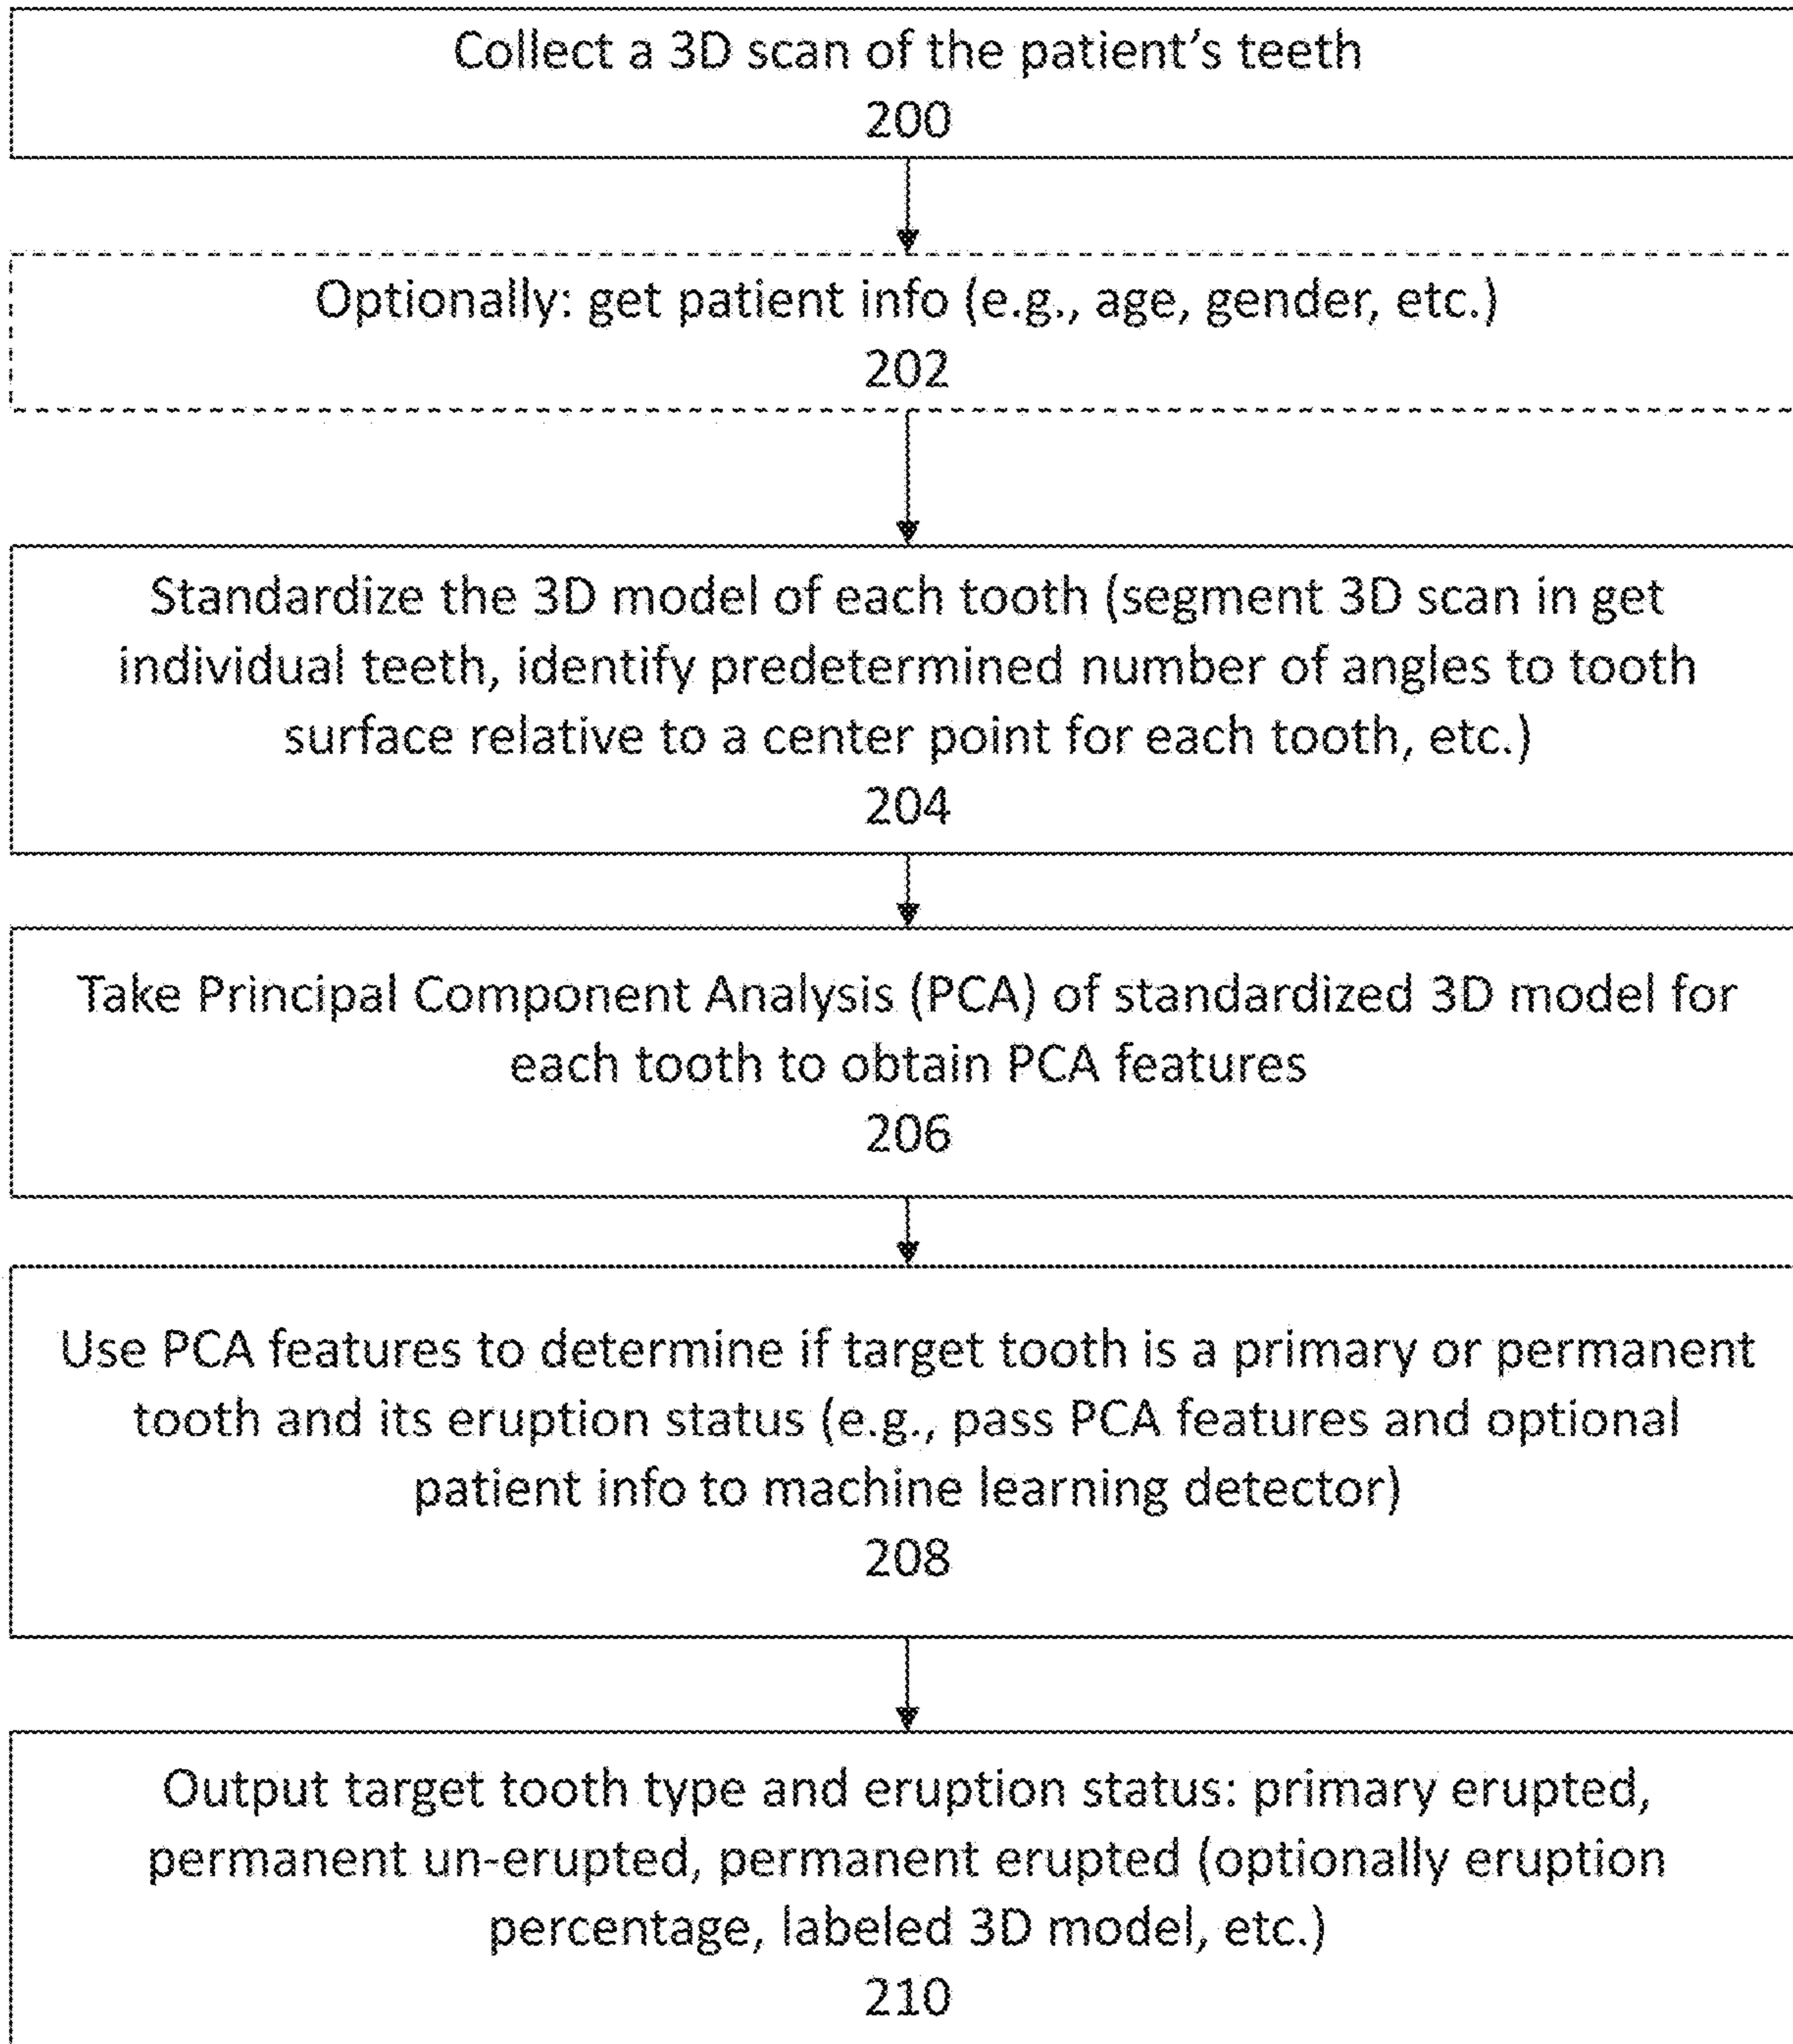 Collect a 3D scan of the patient's teeth
200
Optionally: get patient info (e.g., age, gender, etc.)
202
Standardize the 3D model of each tooth (segment 3D scan in get
individual teeth, identify predetermined number of angles to tooth
surface relative to a center point for each tooth, etc.)
204
Take Principal Component Analysis (PCA) of standardized 3D model for
each tooth to obtain PCA features
206
Use PCA features to determine if target tooth is a primary or permanent
tooth and its eruption status (e.g., pass PCA features and optional
patient info to machine learning detector)
208
Output target tooth type and eruption status: primary erupted,
permanent un-erupted, permanent erupted (optionally eruption
percentage, labeled 3D model, etc.)
210